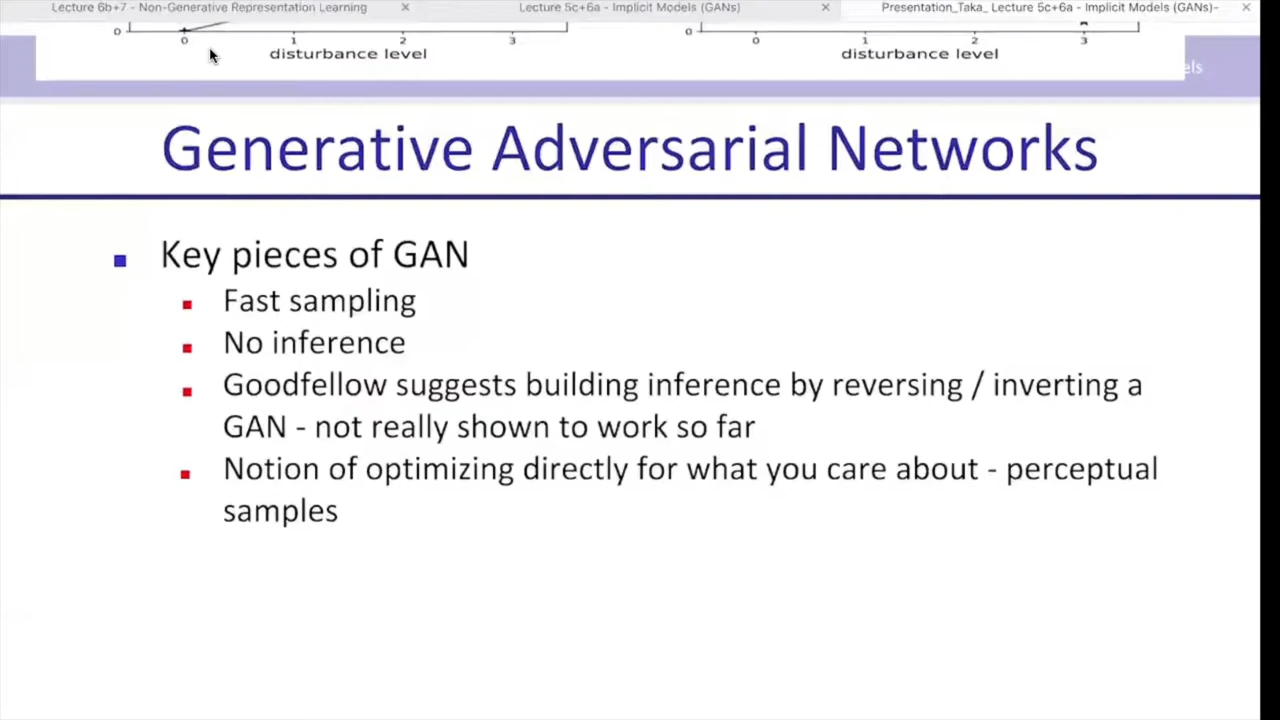 Lecture 6b+7 - Non-Generative Representation Learning × Lecture 5c+6a - Implicit Models (GANs) × Presentation_Taka_ Lecture 5c+6a - Implicit Models (GANs)- ×
0 0 1 2 3 0 0 1 2 3
disturbance level disturbance level
els
Generative Adversarial Networks
Key pieces of GAN
Fast sampling
No inference
Goodfellow suggests building inference by reversing / inverting a
GAN - not really shown to work so far
Notion of optimizing directly for what you care about - perceptual
samples